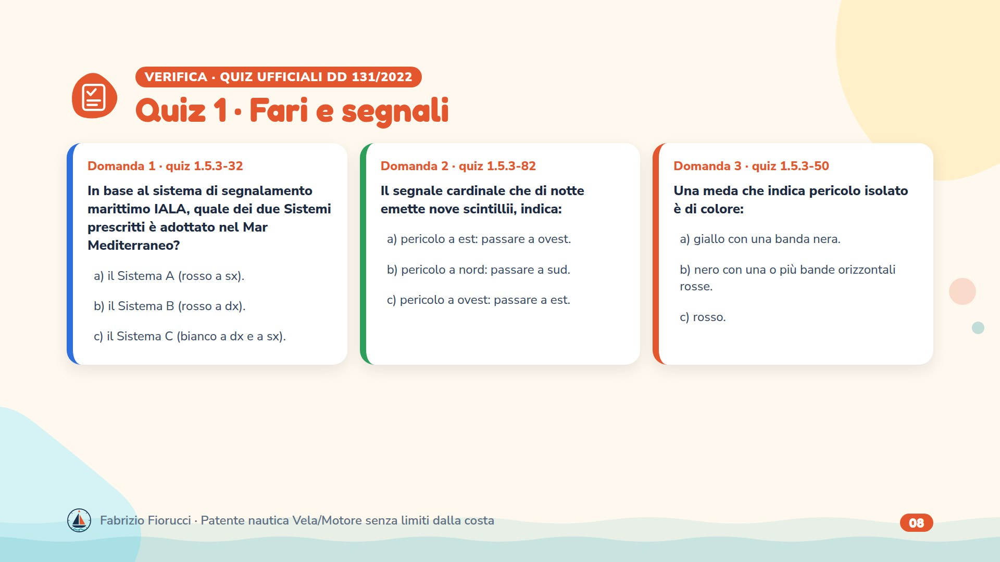 VERIFICA · QUIZ UFFICIALI DD 131/2022
Quiz 1 · Fari e segnali
Domanda 1 · quiz 1.5.3-32
In base al sistema di segnalamento
marittimo IALA, quale dei due Sistemi
prescritti è adottato nel Mar
Mediterraneo?
a) il Sistema A (rosso a sx).
b) il Sistema B (rosso a dx).
c) il Sistema C (bianco a dx e a sx).
Domanda 2 · quiz 1.5.3-82
Il segnale cardinale che di notte
emette nove scintillii, indica:
a) pericolo a est: passare a ovest.
b) pericolo a nord: passare a sud.
c) pericolo a ovest: passare a est.
Domanda 3 · quiz 1.5.3-50
Una meda che indica pericolo isolato
è di colore:
a) giallo con una banda nera.
b) nero con una o più bande orizzontali
rosse.
c) rosso.
Fabrizio Fiorucci · Patente nautica Vela/Motore senza limiti dalla costa
08